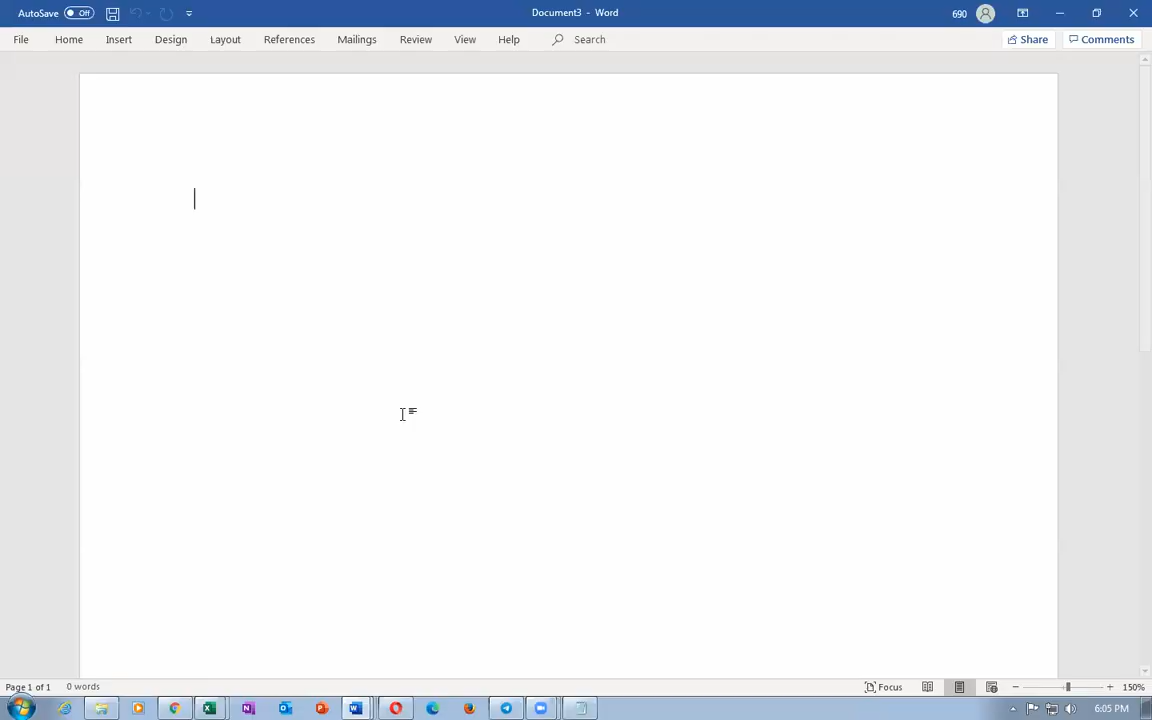 AutoSave Off Document3 - Word 690
File Home Insert Design Layout References Mailings Review View Help Search Share Comments
Page 1 of 1 0 words Focus 150%
6:05 PM